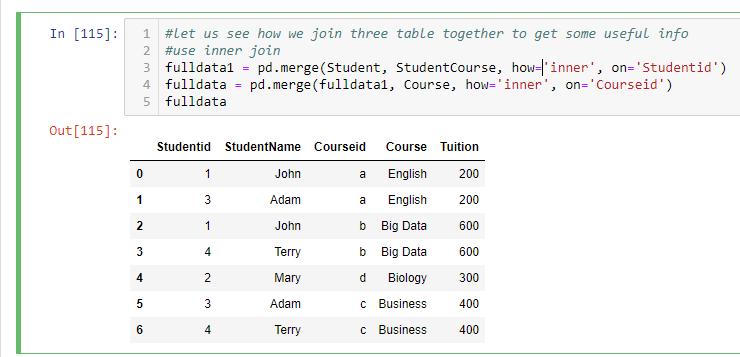 In [115]:
1 #let us see how we join three table together to get some useful info
2 #use inner join
3 fulldata1 = pd.merge(Student, StudentCourse, how='inner', on='Studentid')
4 fulldata = pd.merge(fulldata1, Course, how='inner', on='Courseid')
5 fulldata
Out[115]:
Studentid StudentName Courseid Course Tuition
0 1 John a English 200
1 3 Adam a English 200
2 1 John b Big Data 600
3 4 Terry b Big Data 600
4 2 Mary d Biology 300
5 3 Adam c Business 400
6 4 Terry c Business 400